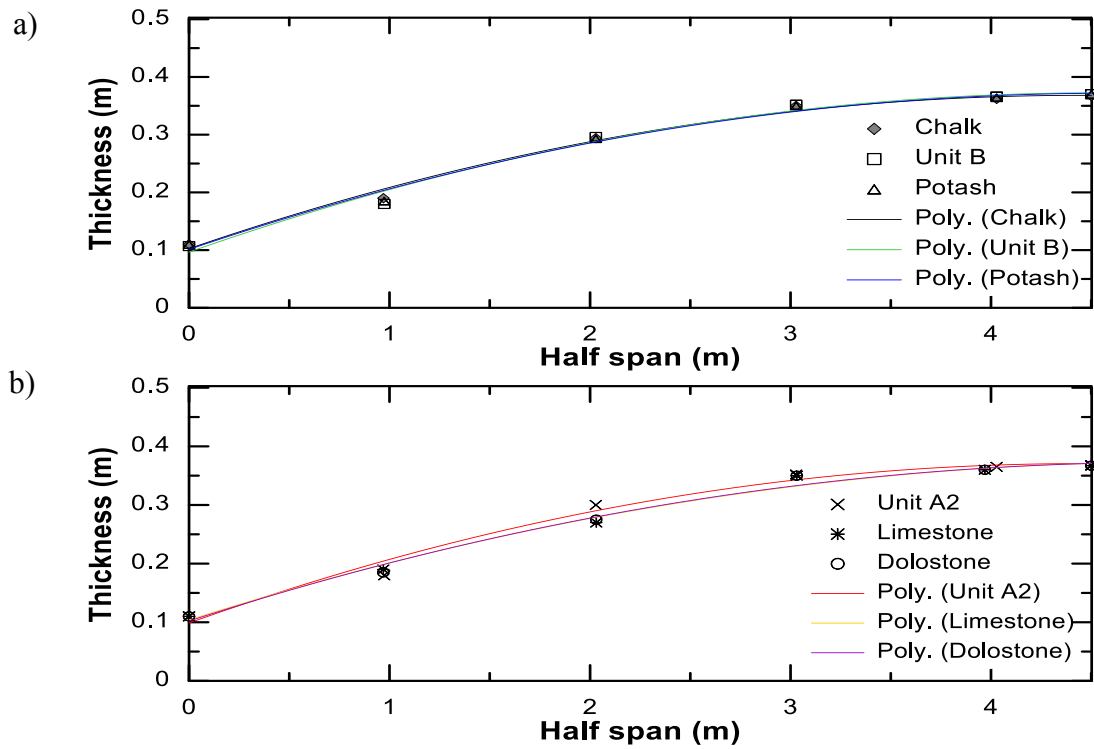 a)
Thickness (m)
0.5
0.4
0.3
0.2
0.1
0
Chalk
Unit B
Potash
Poly. (Chalk)
Poly. (Unit B)
Poly. (Potash)
0 1 2 3 4
Half span (m)
b)
Thickness (m)
0.5
0.4
0.3
0.2
0.1
0
Unit A2
Limestone
Dolostone
Poly. (Unit A2)
Poly. (Limestone)
Poly. (Dolostone)
0 1 2 3 4
Half span (m)